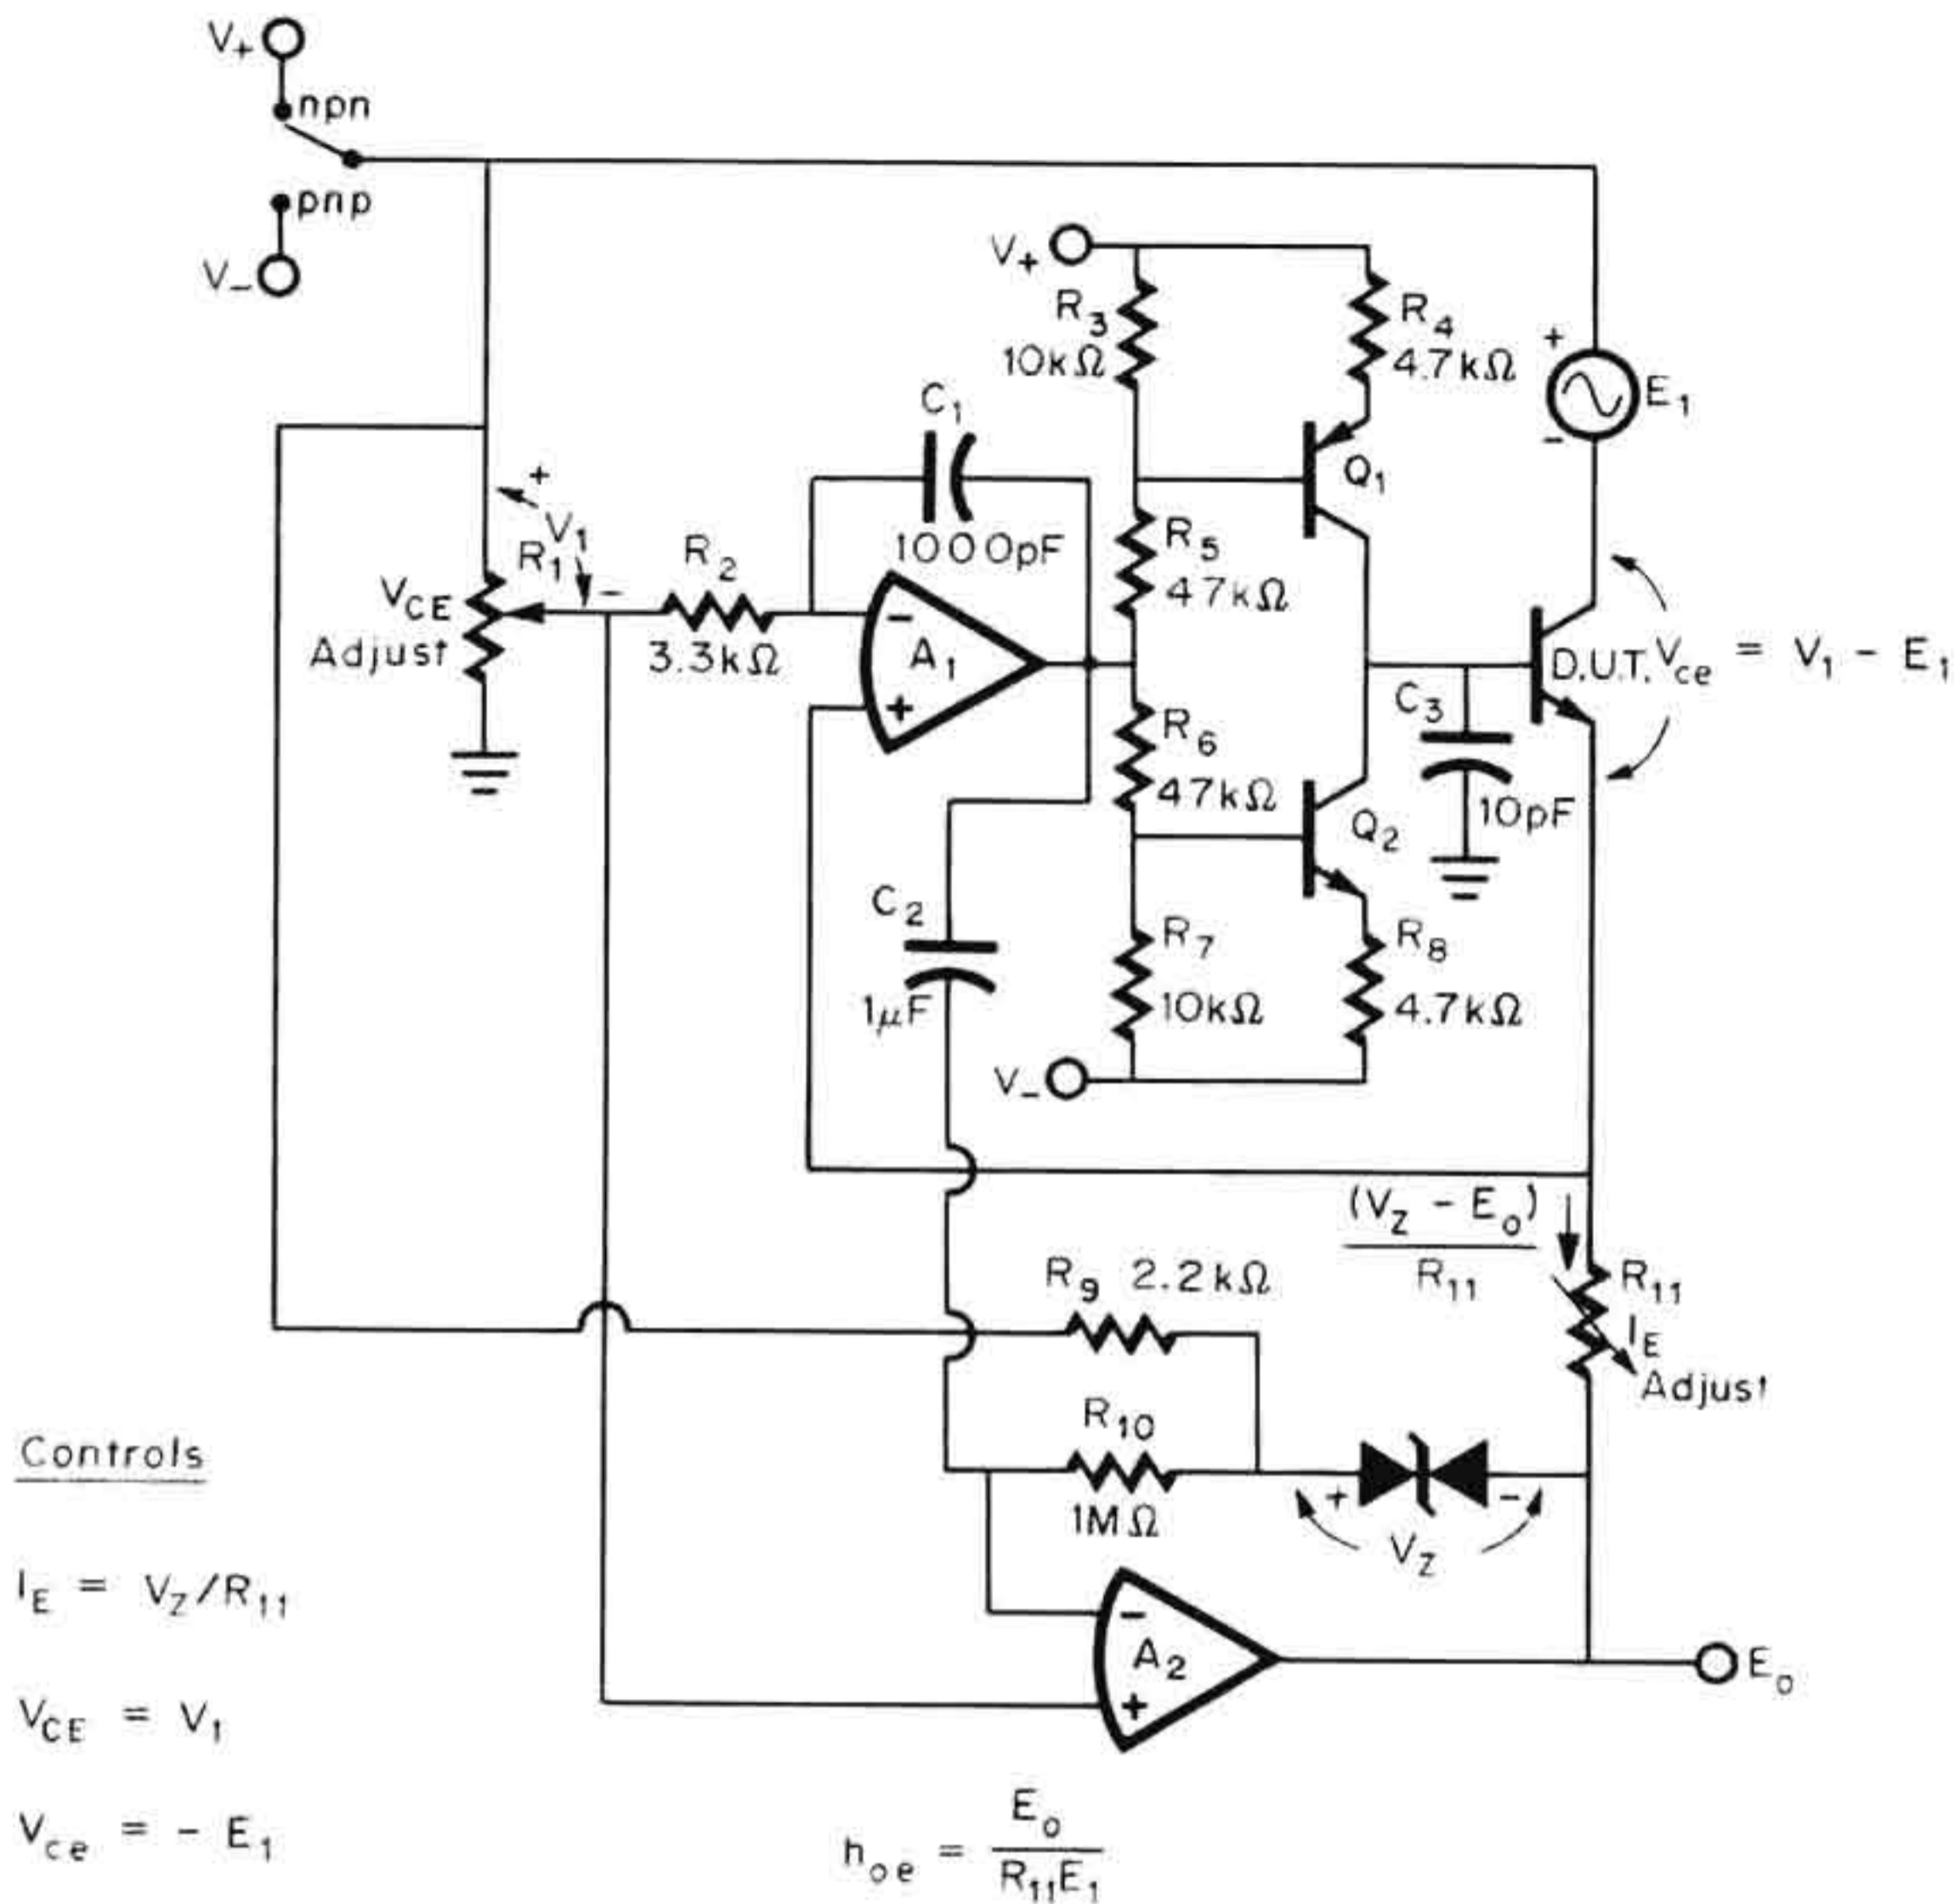 V+
npn
pnp
V−
V+
R3
10kΩ
R4
4.7kΩ
+
E1
−
C1
1000pF
Q1
+
V1
−
R1
VCE
Adjust
R2
3.3kΩ
−
A1
+
R5
47kΩ
R6
47kΩ
D.U.T.
Vce = V1 − E1
C3
10pF
Q2
C2
1μF
R7
10kΩ
R8
4.7kΩ
V−
(VZ − Eo)
R11
R11
IE
Adjust
R9 2.2kΩ
R10
1MΩ
+
−
VZ
−
A2
+
Eo
Controls
IE = VZ/R11
VCE = V1
Vce = − E1
hoe = Eo
R11E1